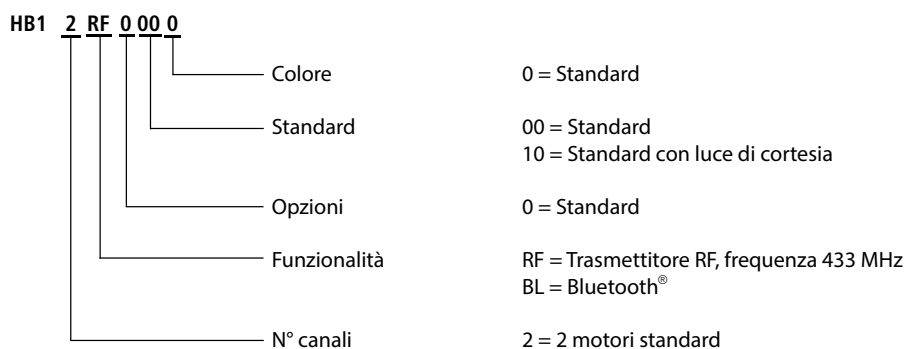 HB1 2 RF 0 00 0
Colore 0 = Standard
Standard 00 = Standard
10 = Standard con luce di cortesia
Opzioni 0 = Standard
Funzionalità RF = Trasmettitore RF, frequenza 433 MHz
BL = Bluetooth®
N° canali 2 = 2 motori standard